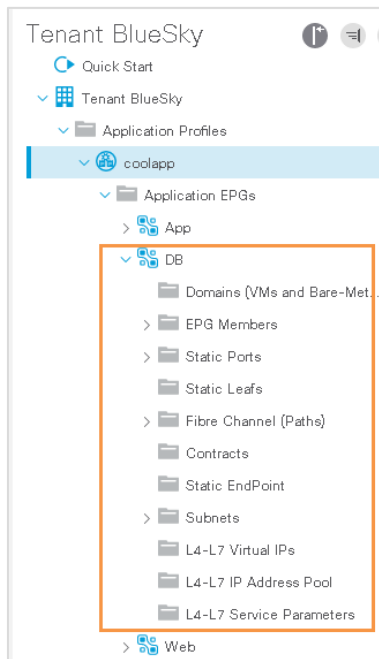 Tenant BlueSky
Quick Start
Tenant BlueSky
Application Profiles
coolapp
Application EPGs
App
DB
Domains (VMs and Bare-Met...
EPG Members
Static Ports
Static Leafs
Fibre Channel (Paths)
Contracts
Static EndPoint
Subnets
L4-L7 Virtual IPs
L4-L7 IP Address Pool
L4-L7 Service Parameters
Web